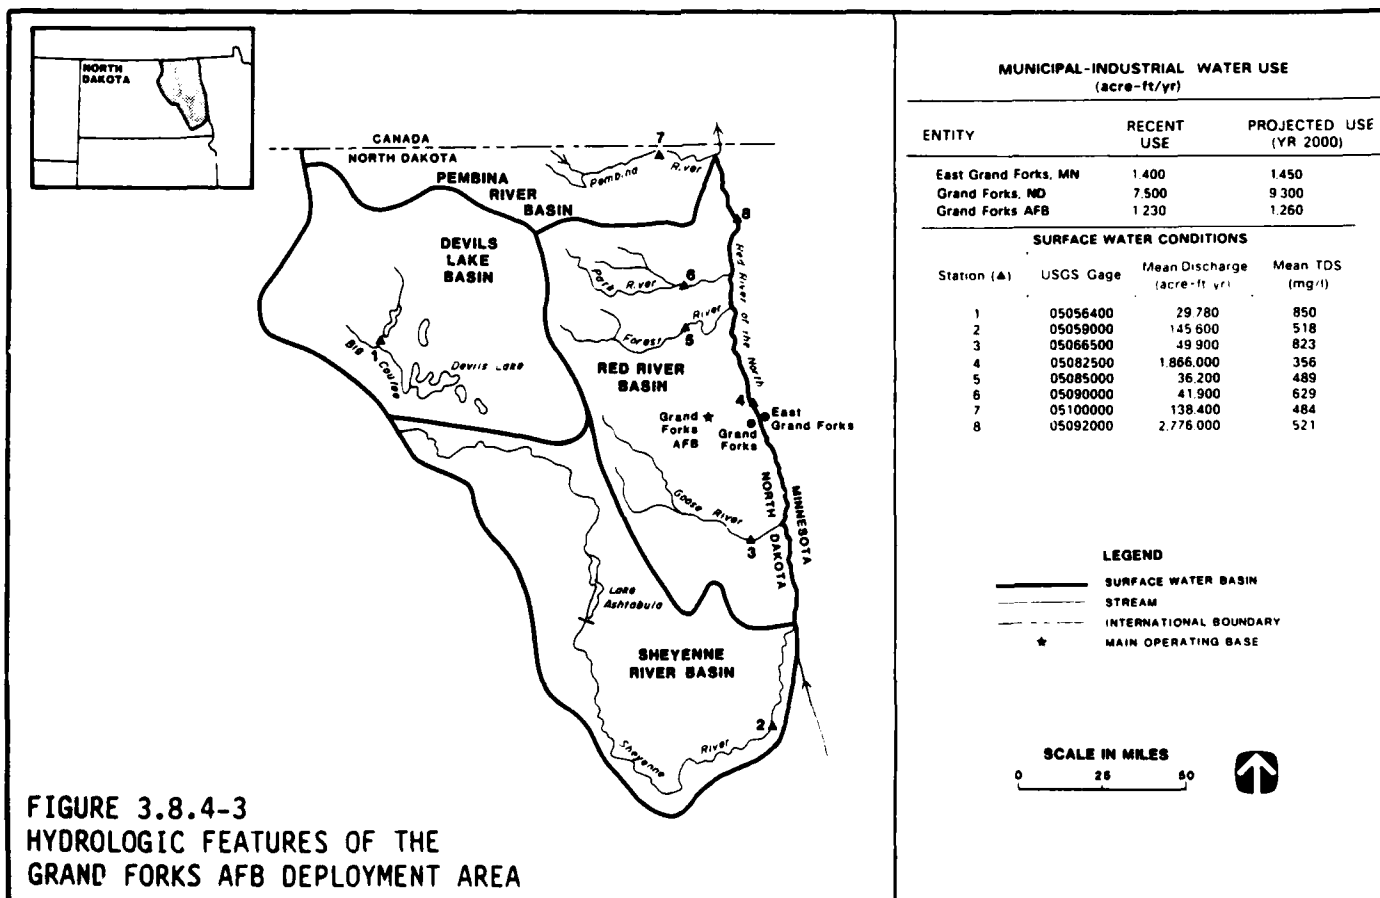 NORTH
DAKOTA
CANADA
NORTH DAKOTA
7
Pembina River
PEMBINA
RIVER
BASIN
8
DEVILS
LAKE
BASIN
Red River of the North
6
Park River
River
5
Forest
Big Coulee
Devils Lake
RED RIVER
BASIN
4
East
Grand Forks
Grand
Forks
AFB
Grand
Forks
Goose River
NORTH DAKOTA
MINNESOTA
3
Lake
Ashtabula
SHEYENNE
RIVER BASIN
2
Sheyenne River
FIGURE 3.8.4-3
HYDROLOGIC FEATURES OF THE
GRAND FORKS AFB DEPLOYMENT AREA
MUNICIPAL-INDUSTRIAL WATER USE
(acre-ft/yr)
ENTITY RECENT USE PROJECTED USE (YR 2000)
East Grand Forks, MN 1.400 1.450
Grand Forks, ND 7.500 9 300
Grand Forks AFB 1 230 1.260
SURFACE WATER CONDITIONS
Station (▲) USGS Gage Mean Discharge (acre-ft yr) Mean TDS (mg/l)
1 05056400 29.780 850
2 05059000 145 600 518
3 05066500 49 900 823
4 05082500 1.866.000 356
5 05085000 36.200 489
6 05090000 41.900 629
7 05100000 138.400 484
8 05092000 2.776 000 521
LEGEND
SURFACE WATER BASIN
STREAM
INTERNATIONAL BOUNDARY
MAIN OPERATING BASE
SCALE IN MILES
0 25 50